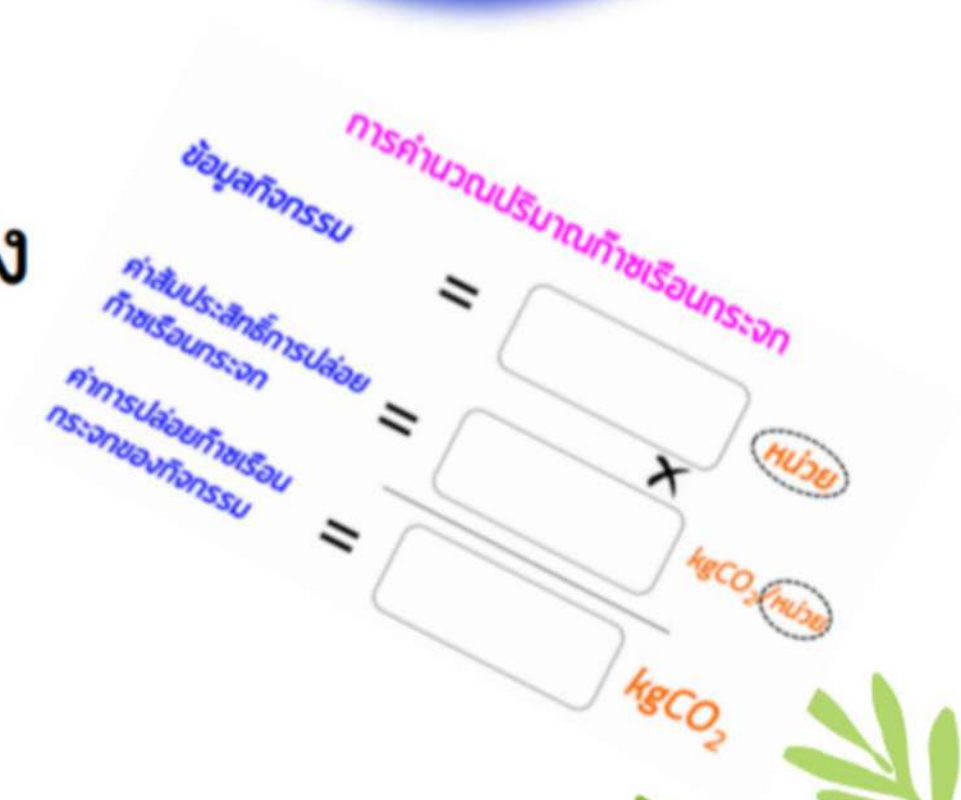 ง
การคำนวณปริมาณก๊าซเรือนกระจก
ข้อมูลกิจกรรม
=
หน่วย
X
ค่าสัมประสิทธิ์การปล่อย
ก๊าซเรือนกระจก
=
kgCO₂/หน่วย
ค่าการปล่อยก๊าซเรือน
กระจกของกิจกรรม
=
kgCO₂